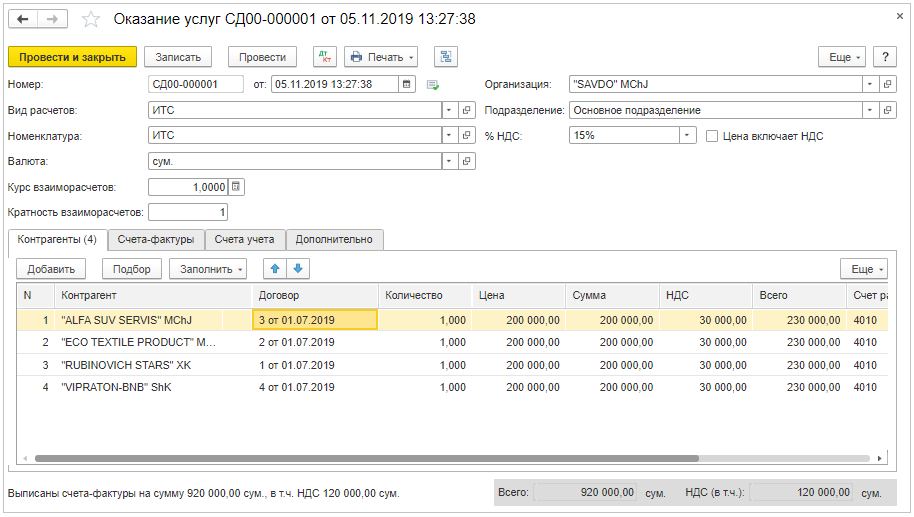 Оказание услуг СД00-000001 от 05.11.2019 13:27:38
Провести и закрыть Записать Провести Дт Кт Печать Еще ?
Номер: СД00-000001 от: 05.11.2019 13:27:38 Организация: "SAVDO" MChJ
Вид расчетов: ИТС Подразделение: Основное подразделение
Номенклатура: ИТС % НДС: 15% Цена включает НДС
Валюта: сум.
Курс взаиморасчетов: 1,0000
Кратность взаиморасчетов: 1
Контрагенты (4) Счета-фактуры Счета учета Дополнительно
Добавить Подбор Заполнить Еще
N Контрагент Договор Количество Цена Сумма НДС Всего Счет ра
1 "ALFA SUV SERVIS" MChJ 3 от 01.07.2019 1,000 200 000,00 200 000,00 30 000,00 230 000,00 4010
2 "ECO TEXTILE PRODUCT" M... 2 от 01.07.2019 1,000 200 000,00 200 000,00 30 000,00 230 000,00 4010
3 "RUBINOVICH STARS" XK 1 от 01.07.2019 1,000 200 000,00 200 000,00 30 000,00 230 000,00 4010
4 "VIPRATON-BNB" ShK 4 от 01.07.2019 1,000 200 000,00 200 000,00 30 000,00 230 000,00 4010
Выписаны счета-фактуры на сумму 920 000,00 сум., в т.ч. НДС 120 000,00 сум. Всего: 920 000,00 сум. НДС (в т.ч.): 120 000,00 сум.